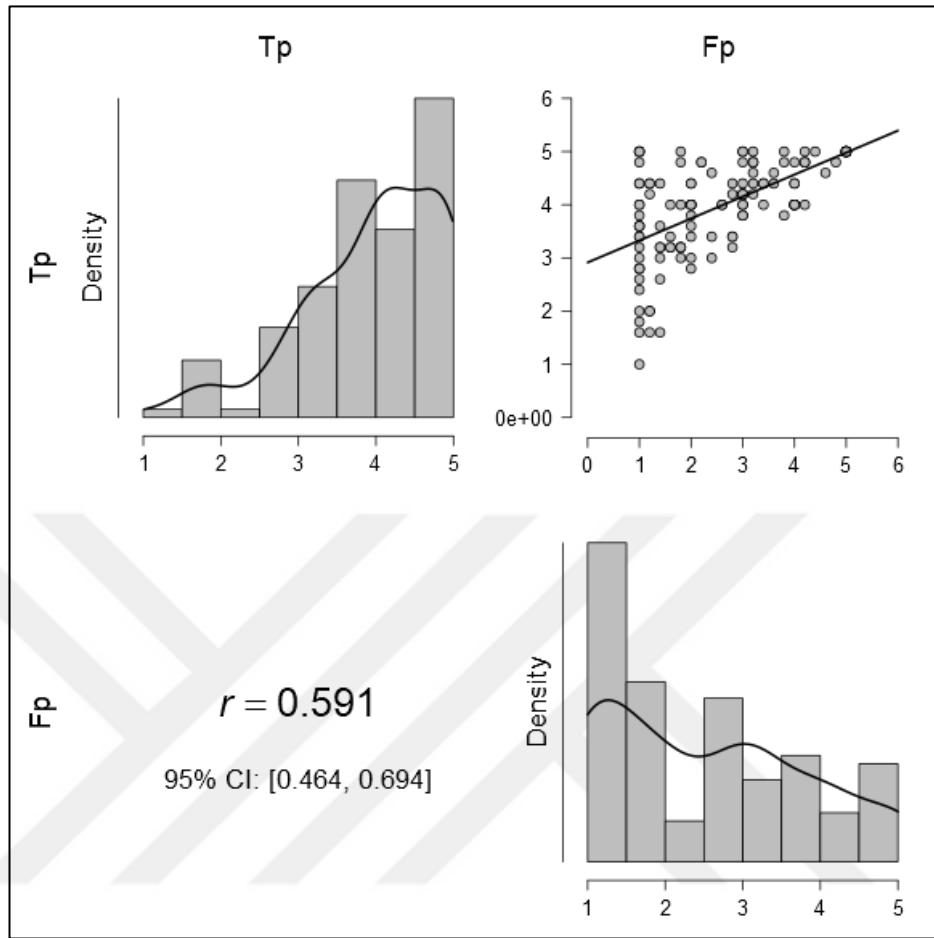 Tp
Fp
Tp
Density
1 2 3 4 5
6
5
4
3
2
1
0e+00
0 1 2 3 4 5 6
Fp
r = 0.591
95% CI: [0.464, 0.694]
Density
1 2 3 4 5